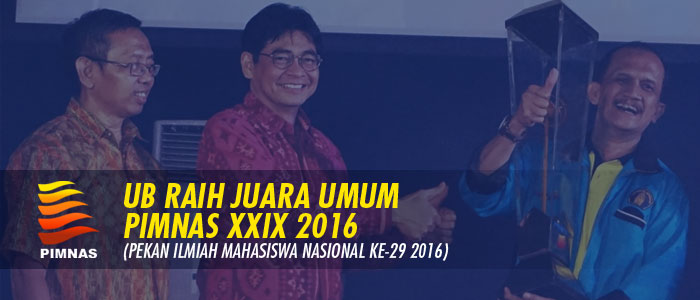 UB RAIH JUARA UMUM
PIMNAS XXIX 2016
(PEKAN ILMIAH MAHASISWA NASIONAL KE-29 2016)
PIMNAS